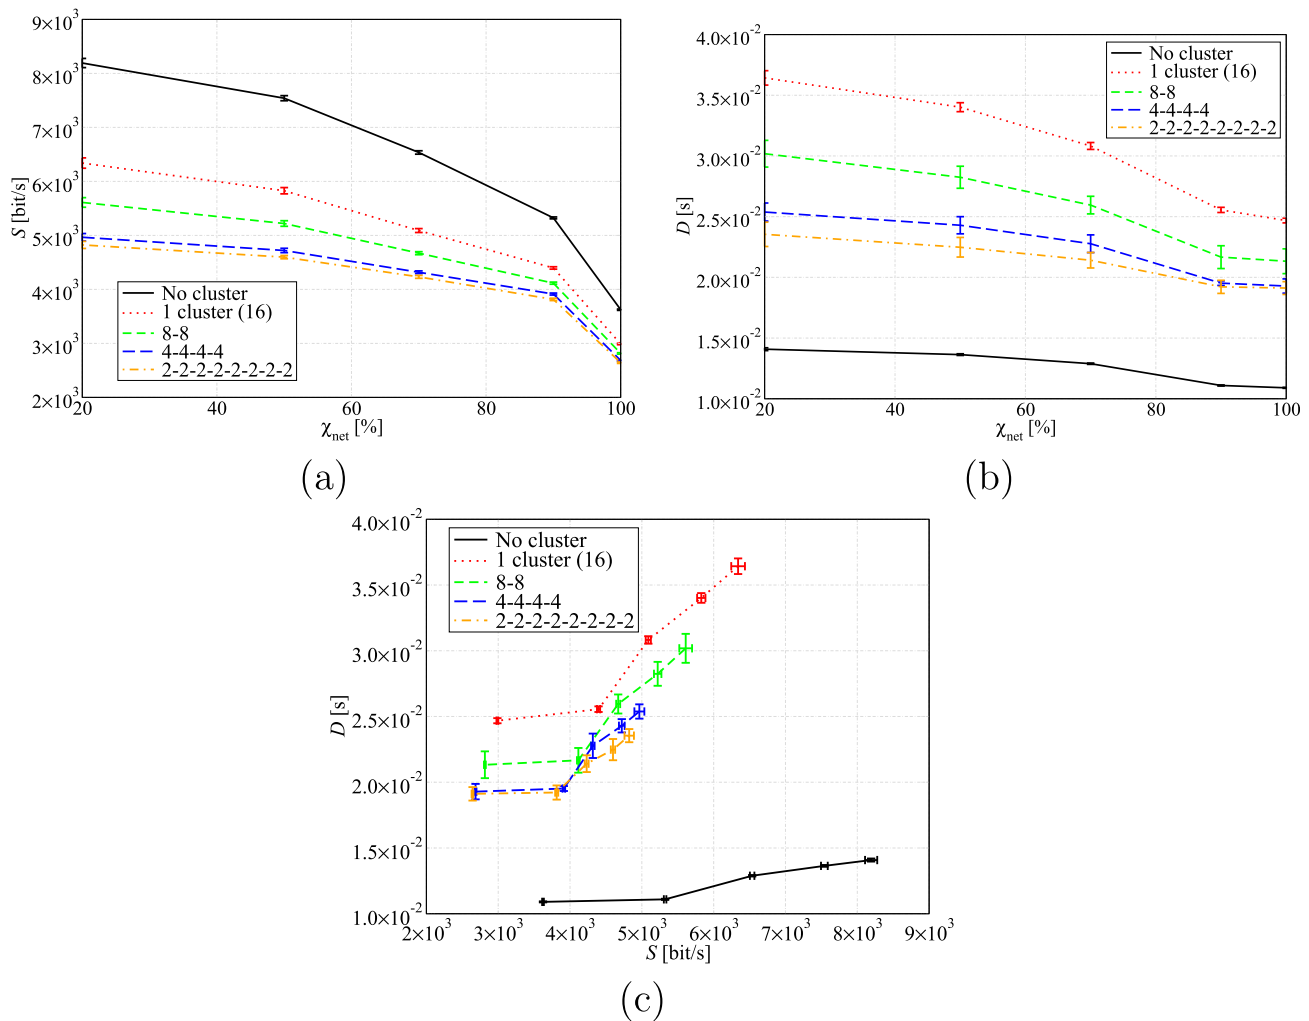 9×10³
8×10³
7×10³
6×10³
5×10³
4×10³
3×10³
2×10³
S [bit/s]
No cluster
1 cluster (16)
8-8
4-4-4-4
2-2-2-2-2-2-2-2
20 40 60 80 100
χnet [%]
(a)
4.0×10⁻²
3.5×10⁻²
3.0×10⁻²
2.5×10⁻²
2.0×10⁻²
1.5×10⁻²
1.0×10⁻²
D [s]
No cluster
1 cluster (16)
8-8
4-4-4-4
2-2-2-2-2-2-2-2
20 40 60 80 100
χnet [%]
(b)
4.0×10⁻²
3.5×10⁻²
3.0×10⁻²
2.5×10⁻²
2.0×10⁻²
1.5×10⁻²
1.0×10⁻²
D [s]
No cluster
1 cluster (16)
8-8
4-4-4-4
2-2-2-2-2-2-2-2
2×10³ 3×10³ 4×10³ 5×10³ 6×10³ 7×10³ 8×10³ 9×10³
S [bit/s]
(c)